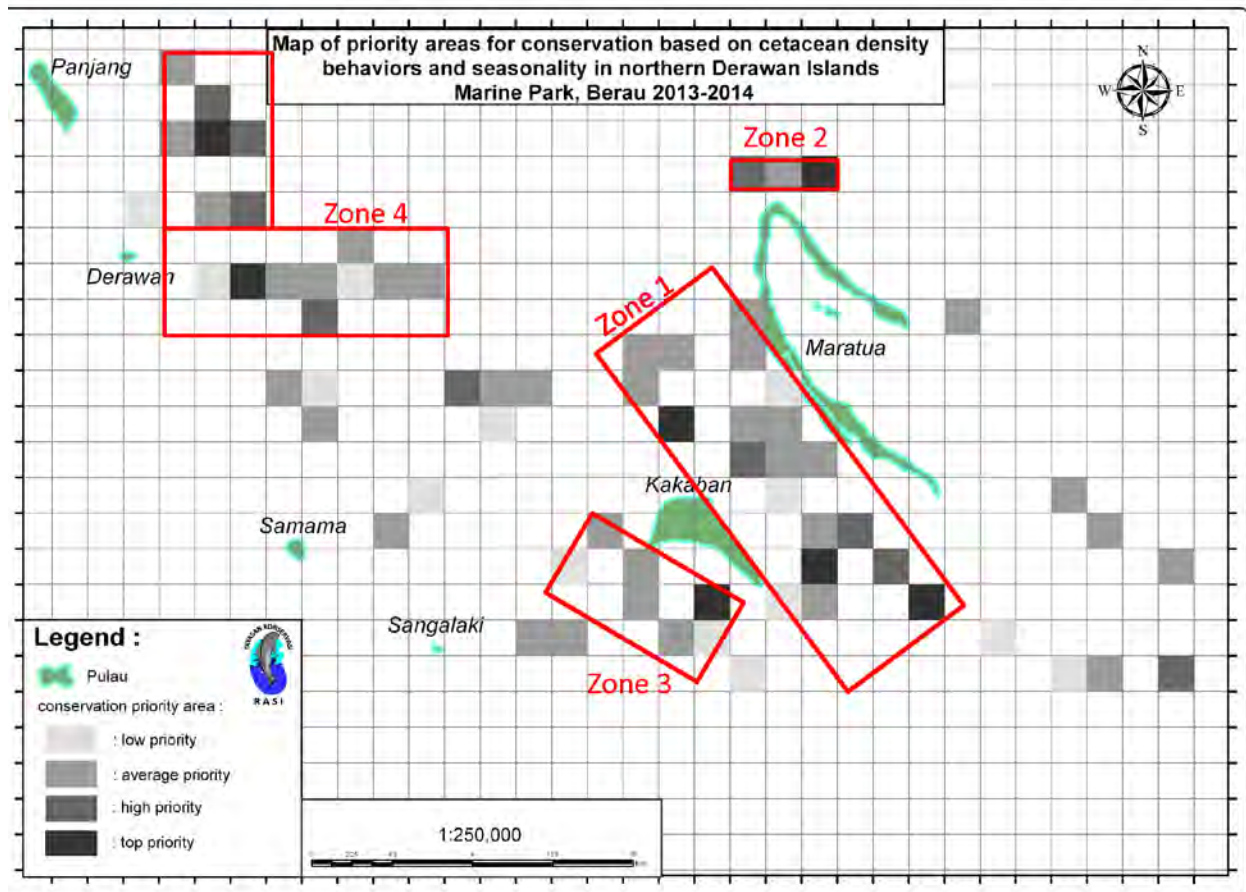 Map of priority areas for conservation based on cetacean density
behaviors and seasonality in northern Derawan Islands
Marine Park, Berau 2013-2014
Panjang
N
W
E
S
Zone 2
Zone 4
Derawan
Zone 1
Maratua
Kakaban
Samama
Sangalaki
Zone 3
Legend :
Pulau
RASI
conservation priority area :
: low priority
: average priority
: high priority
: top priority
1:250,000